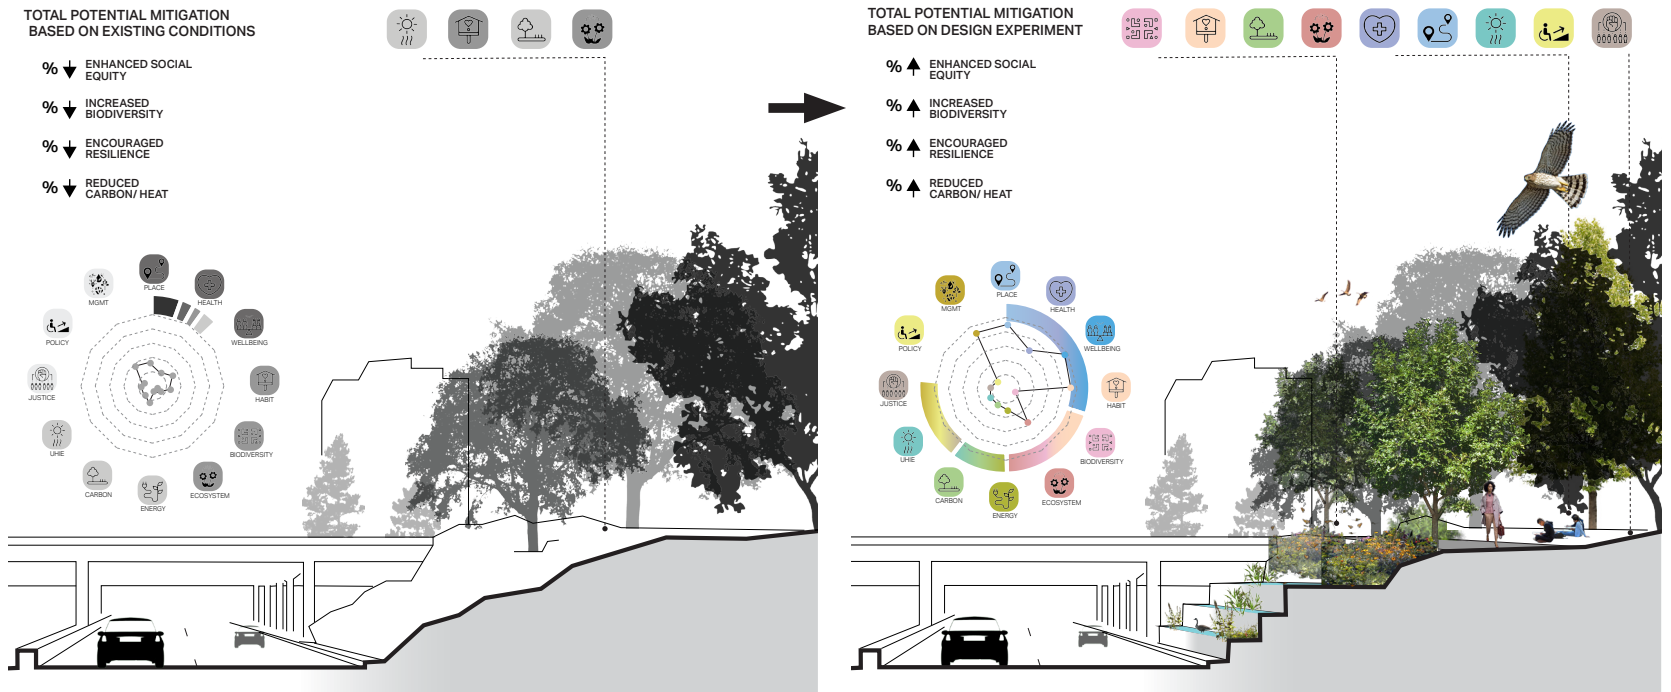 TOTAL POTENTIAL MITIGATION
BASED ON EXISTING CONDITIONS
% ENHANCED SOCIAL
EQUITY
% INCREASED
BIODIVERSITY
% ENCOURAGED
RESILIENCE
% REDUCED
CARBON/ HEAT
PLACE
HEALTH
WELLBEING
HABIT
BIODIVERSITY
ECOSYSTEM
ENERGY
CARBON
UHIE
JUSTICE
POLICY
MGMT
TOTAL POTENTIAL MITIGATION
BASED ON DESIGN EXPERIMENT
% ENHANCED SOCIAL
EQUITY
% INCREASED
BIODIVERSITY
% ENCOURAGED
RESILIENCE
% REDUCED
CARBON/ HEAT
PLACE
HEALTH
WELLBEING
HABIT
BIODIVERSITY
ECOSYSTEM
ENERGY
CARBON
UHIE
JUSTICE
POLICY
MGMT